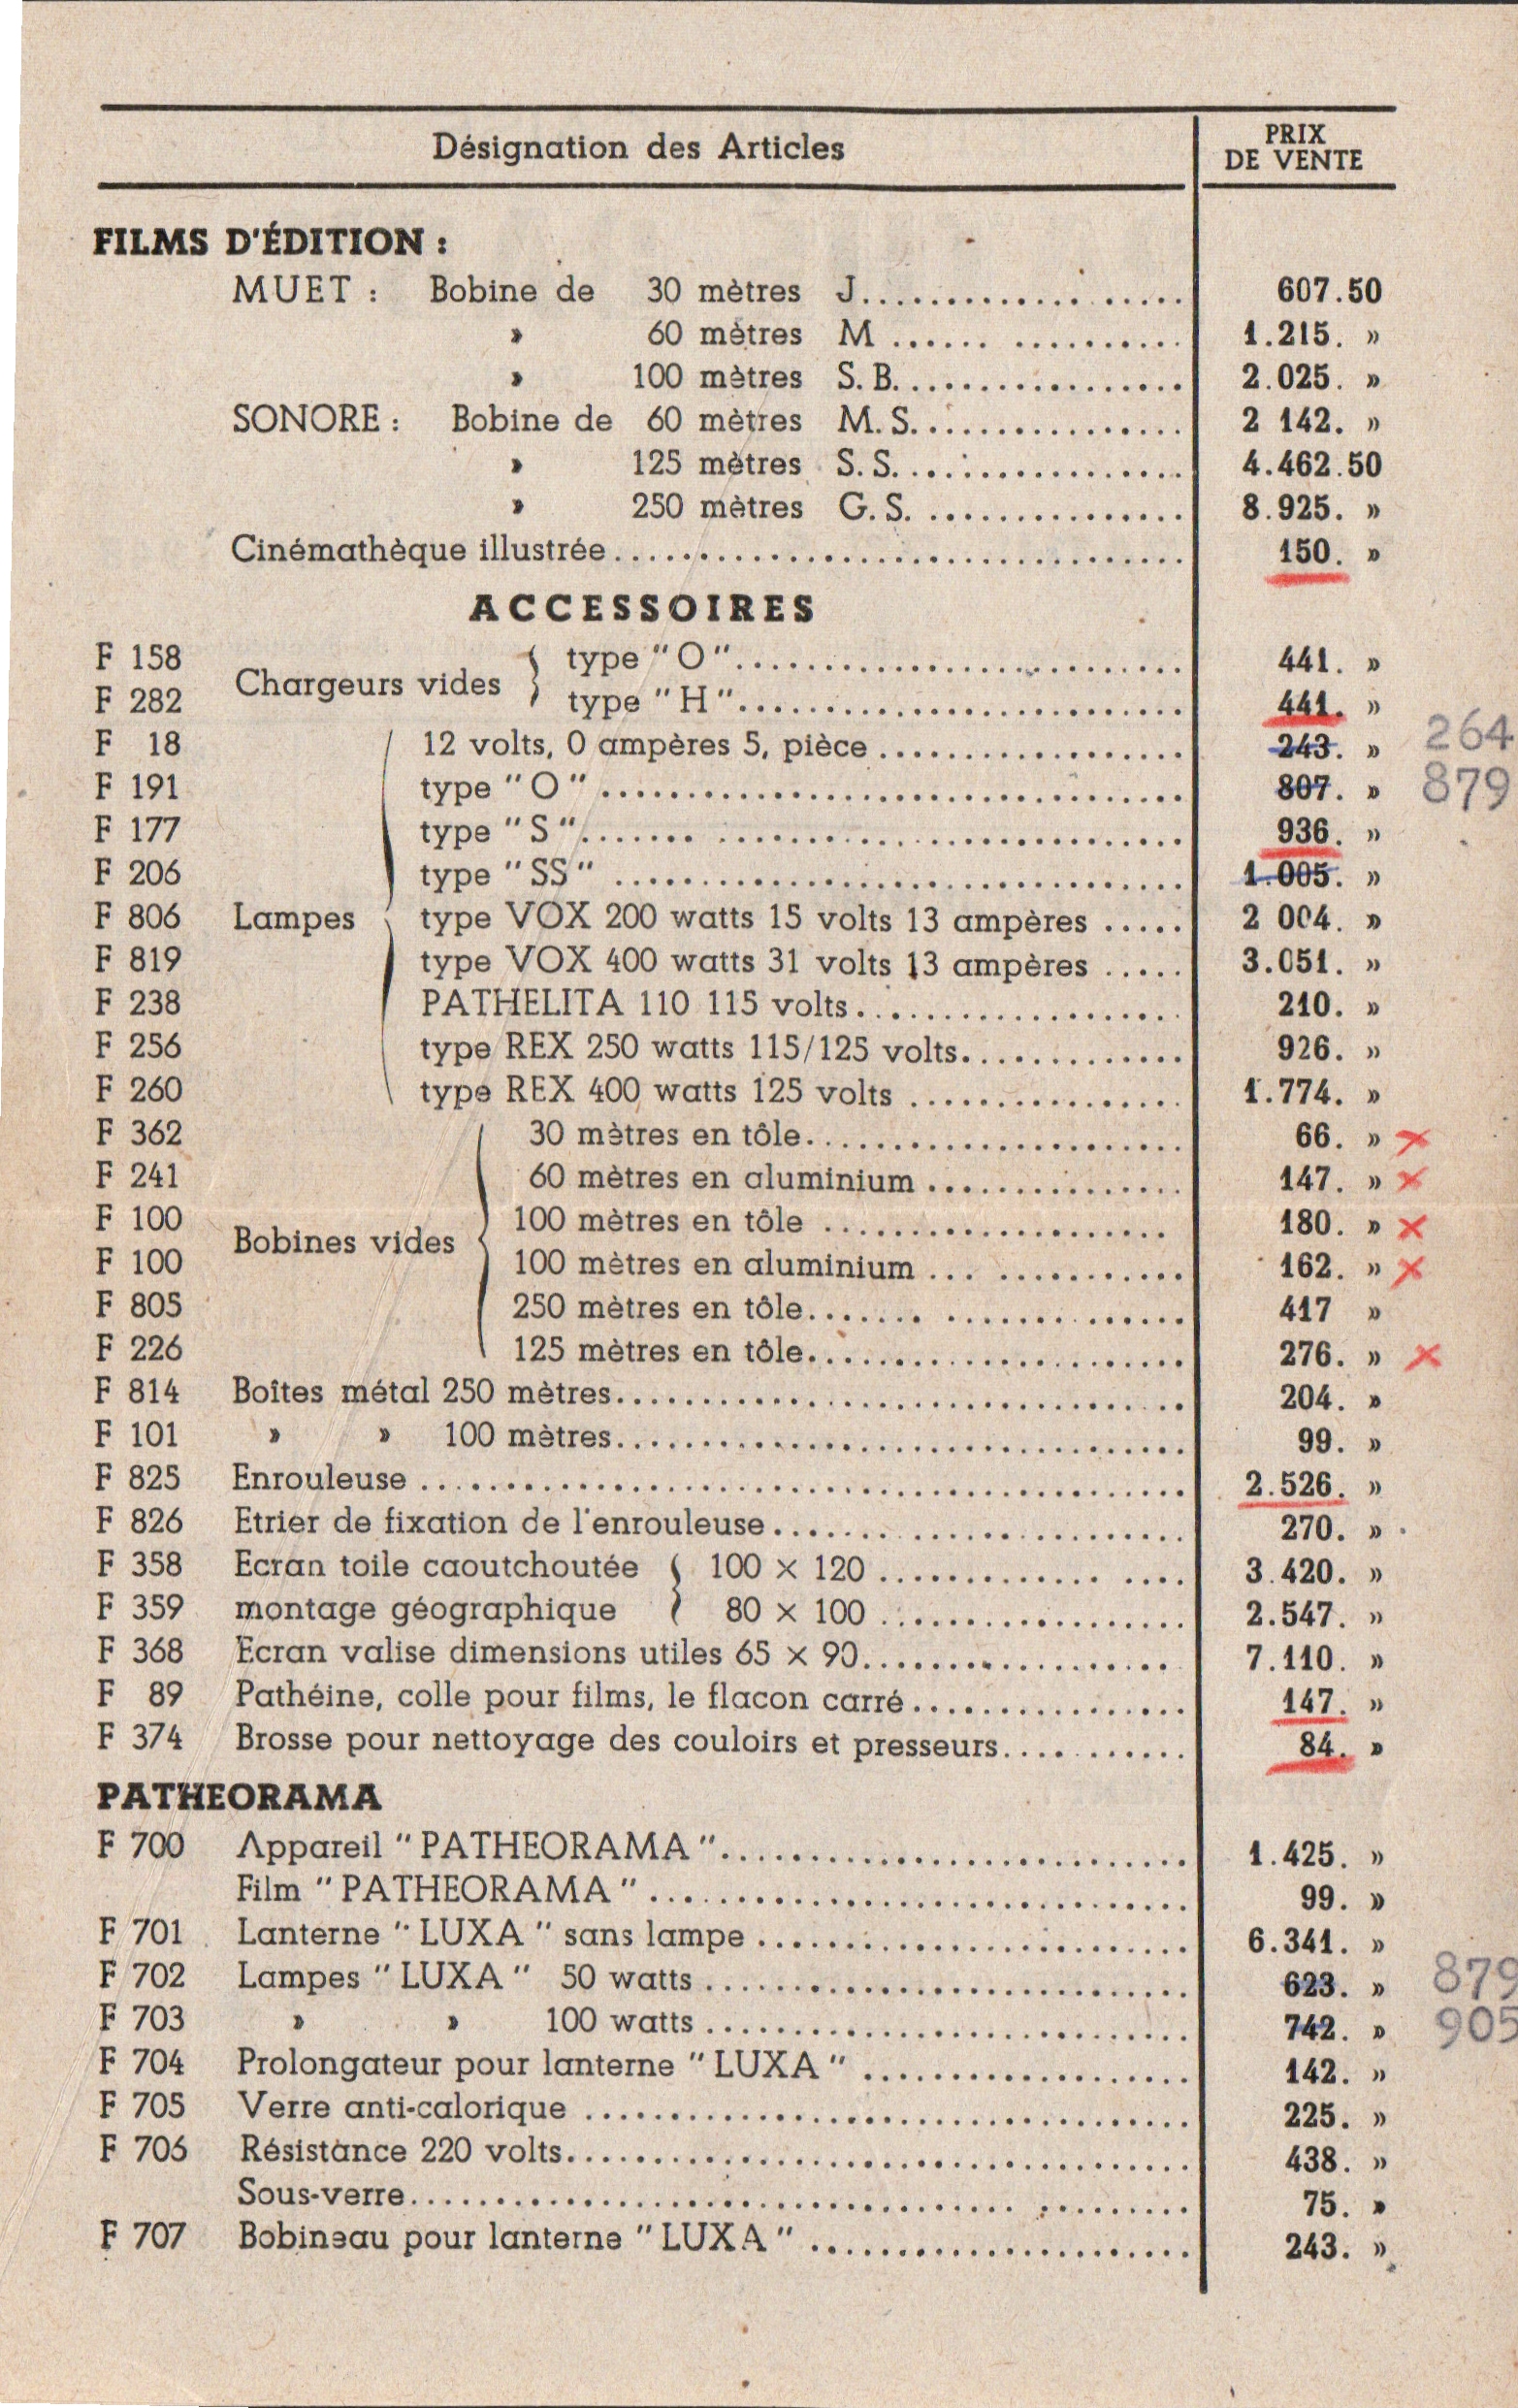 Désignation des Articles PRIX DE VENTE
FILMS D'ÉDITION :
MUET : Bobine de 30 mètres J.................... 607.50
» 60 mètres M ................ 1.215. »
» 100 mètres S. B.................. 2.025. »
SONORE : Bobine de 60 mètres M. S................. 2 142. »
» 125 mètres S. S.................. 4.462.50
» 250 mètres G. S. ................ 8.925. »
Cinémathèque illustrée.................................. 150. »
ACCESSOIRES
F 158 Chargeurs vides type "O"........................... 441. »
F 282 type "H"........................... 441. »
F 18 12 volts, 0 ampères 5, pièce .................. 243. » 264
F 191 type "O" ................................... 807. » 879
F 177 type "S".................................. 936. »
F 206 type "SS" .................................. 1.005. »
F 806 Lampes type VOX 200 watts 15 volts 13 ampères ..... 2 004. »
F 819 type VOX 400 watts 31 volts 13 ampères ..... 3.051. »
F 238 PATHELITA 110 115 volts.................... 210. »
F 256 type REX 250 watts 115/125 volts.............. 926. »
F 260 type REX 400 watts 125 volts ................ 1.774. »
F 362 30 mètres en tôle....................... 66. » ×
F 241 60 mètres en aluminium ............... 147. » ×
F 100 Bobines vides 100 mètres en tôle .................... 180. » ×
F 100 100 mètres en aluminium .............. 162. » ×
F 805 250 mètres en tôle...................... 417 »
F 226 125 mètres en tôle....................... 276. » ×
F 814 Boîtes métal 250 mètres.................................. 204. »
F 101 » » 100 mètres.................................. 99. »
F 825 Enrouleuse .............................................. 2.526. »
F 826 Etrier de fixation de l'enrouleuse........................ 270. »
F 358 Ecran toile caoutchoutée 100 × 120 ................. 3.420. »
F 359 montage géographique 80 × 100 .................. 2.547. »
F 368 Ecran valise dimensions utiles 65 × 90................... 7.110. »
F 89 Pathéine, colle pour films, le flacon carré................ 147. »
F 374 Brosse pour nettoyage des couloirs et presseurs........... 84. »
PATHEORAMA
F 700 Appareil "PATHEORAMA"............................ 1.425. »
Film "PATHEORAMA" ................................ 99. »
F 701 Lanterne "LUXA" sans lampe .......................... 6.341. »
F 702 Lampes "LUXA" 50 watts ............................. 623. » 879
F 703 » » 100 watts ............................. 742. » 905
F 704 Prolongateur pour lanterne "LUXA" ................... 142. »
F 705 Verre anti-calorique .................................... 225. »
F 706 Résistance 220 volts..................................... 438. »
Sous-verre.............................................. 75. »
F 707 Bobineau pour lanterne "LUXA" ....................... 243. »